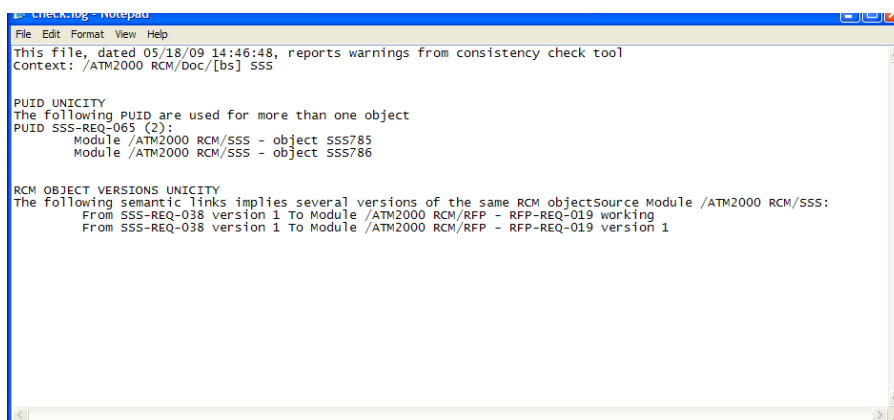 check.log - Notepad
File Edit Format View Help
This file, dated 05/18/09 14:46:48, reports warnings from consistency check tool
Context: /ATM2000 RCM/Doc/[bs] SSS
PUID UNICITY
The following PUID are used for more than one object
PUID SSS-REQ-065 (2):
Module /ATM2000 RCM/SSS - object SSS785
Module /ATM2000 RCM/SSS - object SSS786
RCM OBJECT VERSIONS UNICITY
The following semantic links implies several versions of the same RCM objectSource Module /ATM2000 RCM/SSS:
From SSS-REQ-038 version 1 To Module /ATM2000 RCM/RFP - RFP-REQ-019 working
From SSS-REQ-038 version 1 To Module /ATM2000 RCM/RFP - RFP-REQ-019 version 1